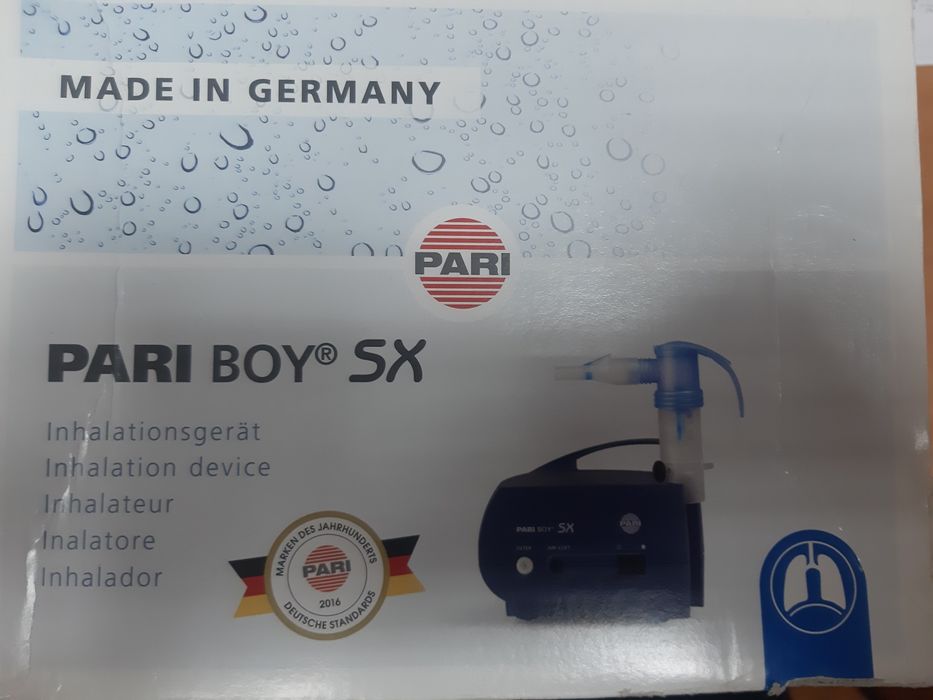 MADE IN GERMANY
PARI
PARI BOY® SX
Inhalationsgerät
Inhalation device
Inhalateur
Inalatore
Inhalador
MARKEN DES JAHRHUNDERTS
PARI
2016
DEUTSCHE STANDARDS
PARI BOY® SX
PARI
FILTER